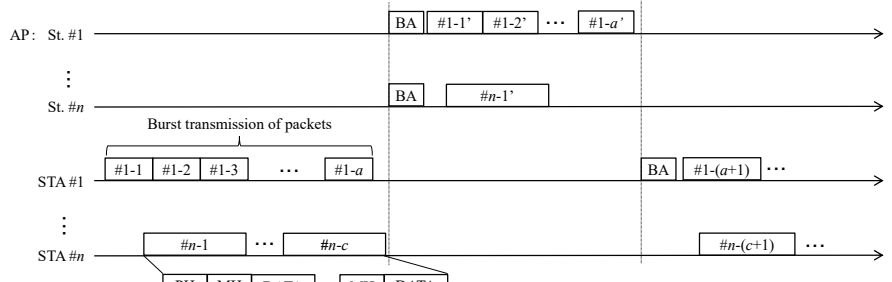 AP: St. #1 BA #1-1’ #1-2’ ··· #1-a’
⋮
St. #n BA #n-1’
Burst transmission of packets
STA #1 #1-1 #1-2 #1-3 ··· #1-a BA #1-(a+1) ···
⋮
STA #n #n-1 ··· #n-c #n-(c+1) ···